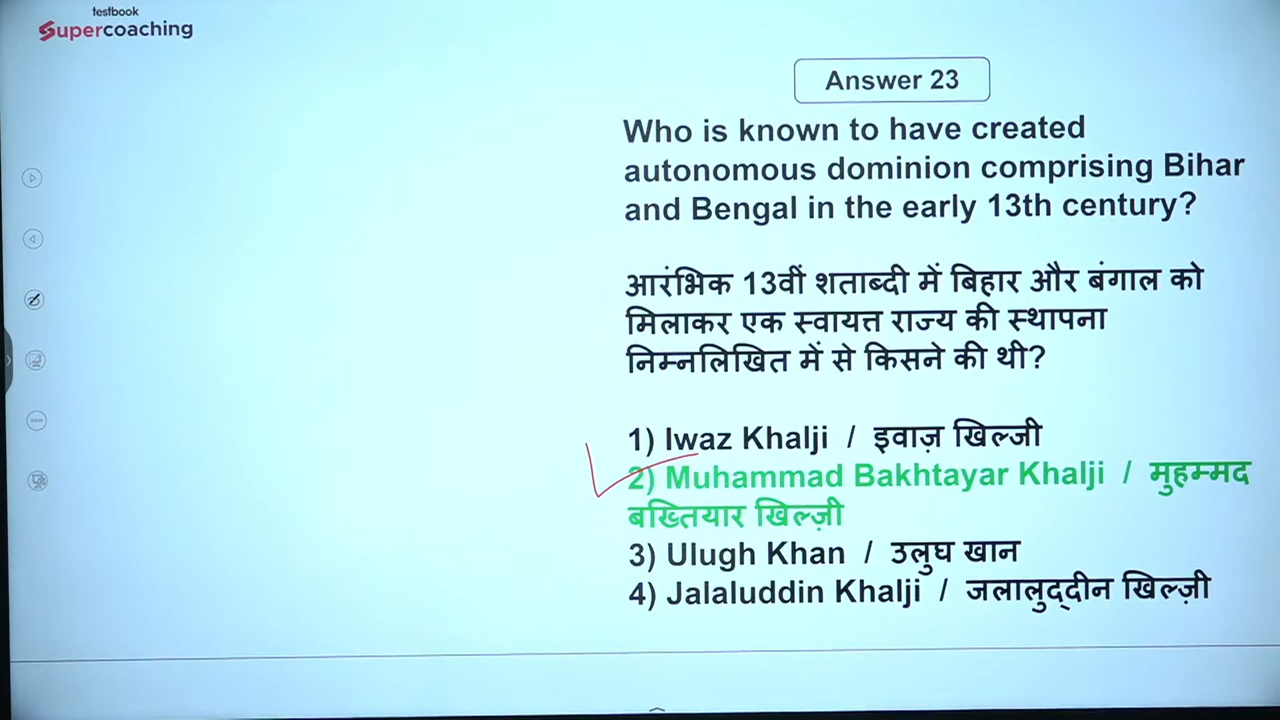 testbook
Supercoaching
Answer 23
Who is known to have created
autonomous dominion comprising Bihar
and Bengal in the early 13th century?
आरंभिक 13वीं शताब्दी में बिहार और बंगाल को
मिलाकर एक स्वायत्त राज्य की स्थापना
निम्नलिखित में से किसने की थी?
1) Iwaz Khalji / इवाज़ खिल्जी
2) Muhammad Bakhtayar Khalji / मुहम्मद
बख्तियार खिल्ज़ी
3) Ulugh Khan / उलुघ खान
4) Jalaluddin Khalji / जलालुद्दीन खिल्ज़ी